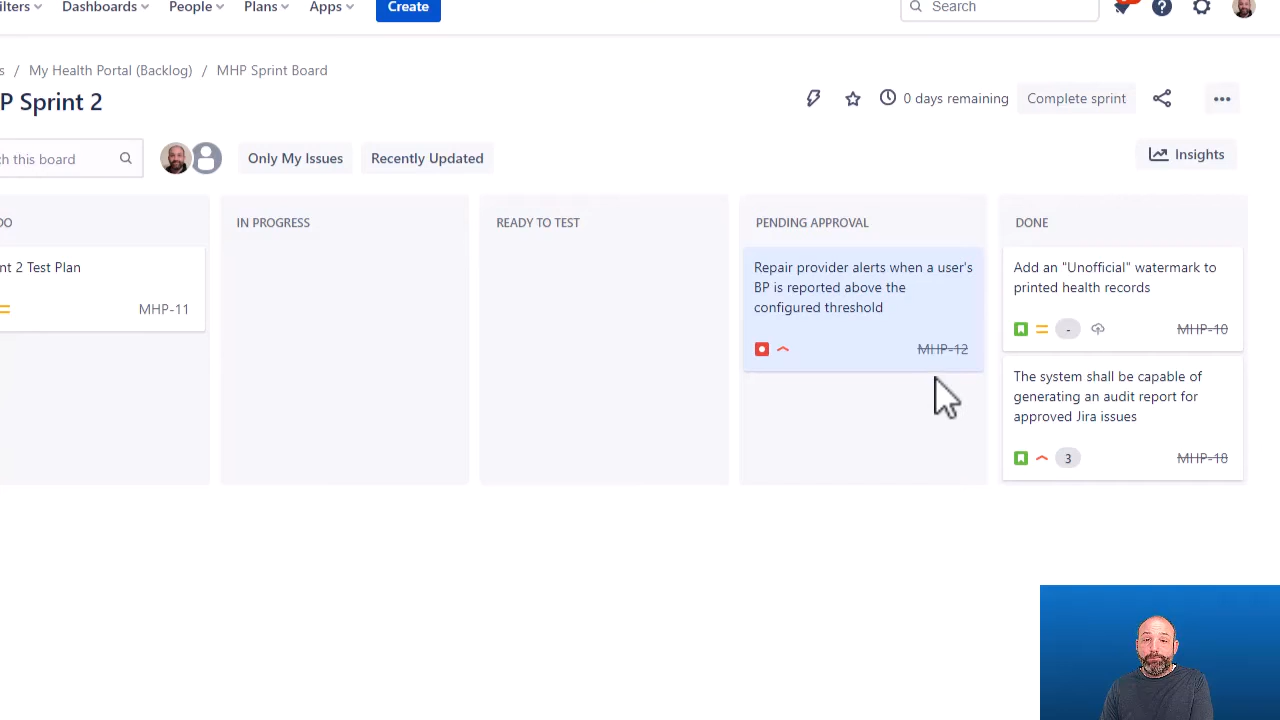 ilters
Dashboards
People
Plans
Apps
Create
Search
s / My Health Portal (Backlog) / MHP Sprint Board
P Sprint 2
0 days remaining
Complete sprint
ch this board
Only My Issues
Recently Updated
Insights
DO
IN PROGRESS
READY TO TEST
PENDING APPROVAL
DONE
nt 2 Test Plan
MHP-11
Repair provider alerts when a user's
BP is reported above the
configured threshold
MHP-12
Add an "Unofficial" watermark to
printed health records
-
MHP-10
The system shall be capable of
generating an audit report for
approved Jira issues
3
MHP-18